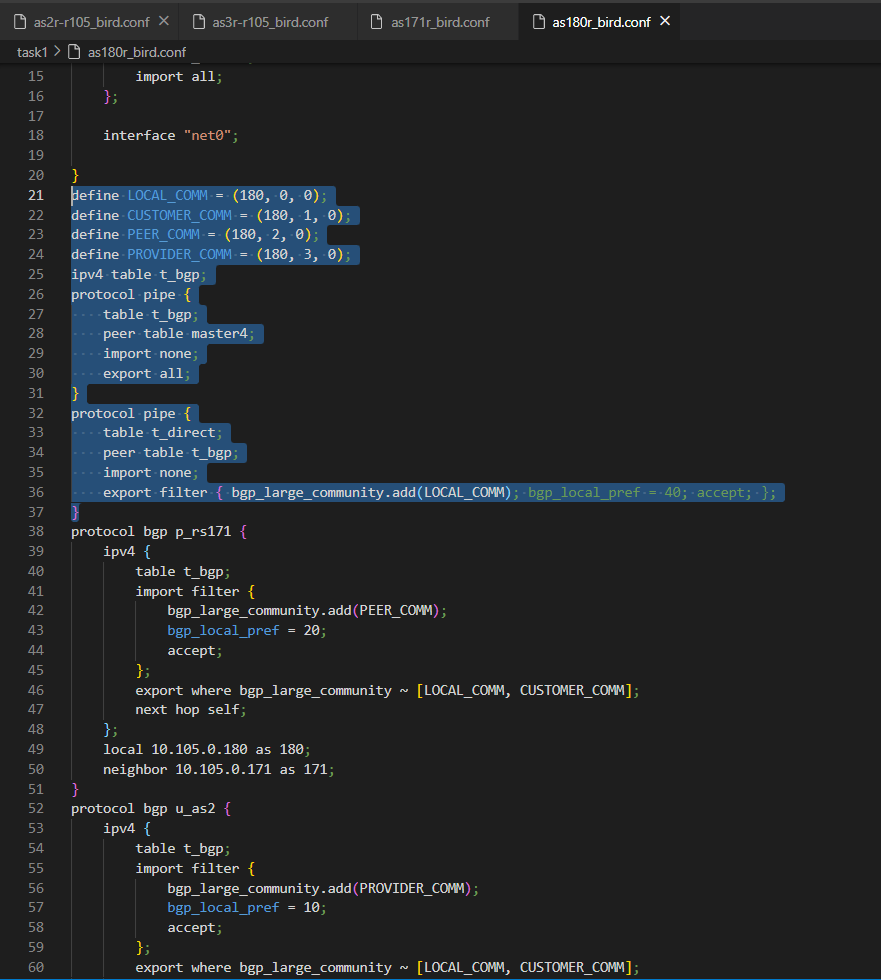 as2r-r105_bird.conf as3r-r105_bird.conf as171r_bird.conf as180r_bird.conf
task1 > as180r_bird.conf
15 import all;
16 };
17
18 interface "net0";
19
20 }
21 define LOCAL_COMM = (180, 0, 0);
22 define CUSTOMER_COMM = (180, 1, 0);
23 define PEER_COMM = (180, 2, 0);
24 define PROVIDER_COMM = (180, 3, 0);
25 ipv4 table t_bgp;
26 protocol pipe {
27 table t_bgp;
28 peer table master4;
29 import none;
30 export all;
31 }
32 protocol pipe {
33 table t_direct;
34 peer table t_bgp;
35 import none;
36 export filter { bgp_large_community.add(LOCAL_COMM); bgp_local_pref = 40; accept; };
37 }
38 protocol bgp p_rs171 {
39 ipv4 {
40 table t_bgp;
41 import filter {
42 bgp_large_community.add(PEER_COMM);
43 bgp_local_pref = 20;
44 accept;
45 };
46 export where bgp_large_community ~ [LOCAL_COMM, CUSTOMER_COMM];
47 next hop self;
48 };
49 local 10.105.0.180 as 180;
50 neighbor 10.105.0.171 as 171;
51 }
52 protocol bgp u_as2 {
53 ipv4 {
54 table t_bgp;
55 import filter {
56 bgp_large_community.add(PROVIDER_COMM);
57 bgp_local_pref = 10;
58 accept;
59 };
60 export where bgp_large_community ~ [LOCAL_COMM, CUSTOMER_COMM];